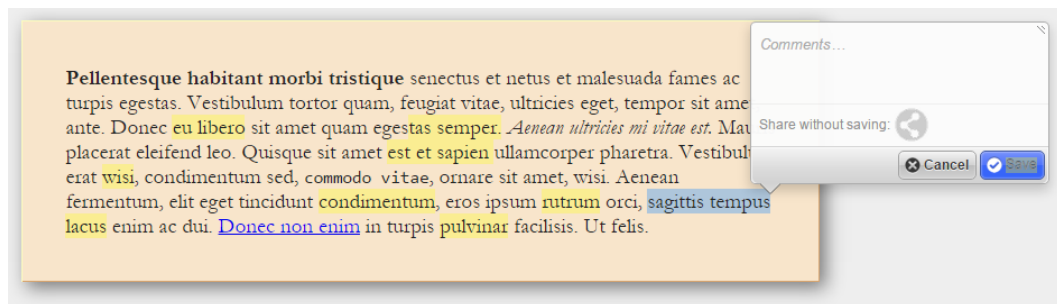 Pellentesque habitant morbi tristique senectus et netus et malesuada fames ac
turpis egestas. Vestibulum tortor quam, feugiat vitae, ultricies eget, tempor sit ame
ante. Donec eu libero sit amet quam egestas semper. Aenean ultricies mi vitae est. Mau
placerat eleifend leo. Quisque sit amet est et sapien ullamcorper pharetra. Vestibul
erat wisi, condimentum sed, commodo vitae, ornare sit amet, wisi. Aenean
fermentum, elit eget tincidunt condimentum, eros ipsum rutrum orci, sagittis tempus
lacus enim ac dui. Donec non enim in turpis pulvinar facilisis. Ut felis.
Comments…
Share without saving:
Cancel
Save